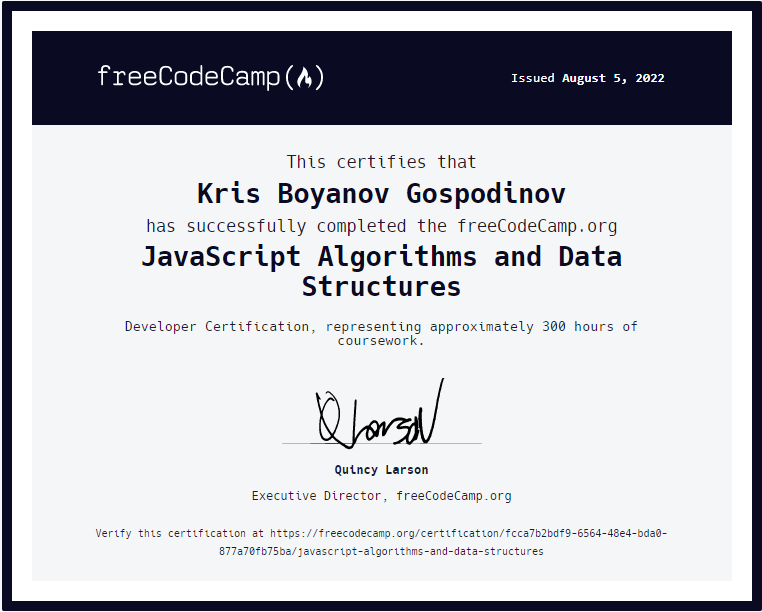 freeCodeCamp
Issued August 5, 2022
This certifies that
Kris Boyanov Gospodinov
has successfully completed the freeCodeCamp.org
JavaScript Algorithms and Data
Structures
Developer Certification, representing approximately 300 hours of
coursework.
Q Larson
Quincy Larson
Executive Director, freeCodeCamp.org
Verify this certification at https://freecodecamp.org/certification/fcca7b2bdf9-6564-48e4-bda0-
877a70fb75ba/javascript-algorithms-and-data-structures